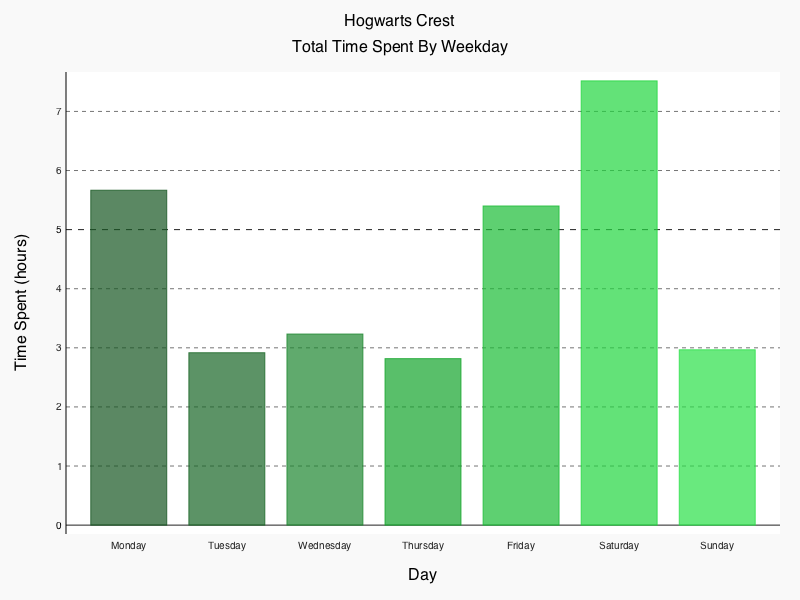 Hogwarts Crest
Total Time Spent By Weekday
Time Spent (hours)
7
6
5
4
3
2
1
0
Monday Tuesday Wednesday Thursday Friday Saturday Sunday
Day